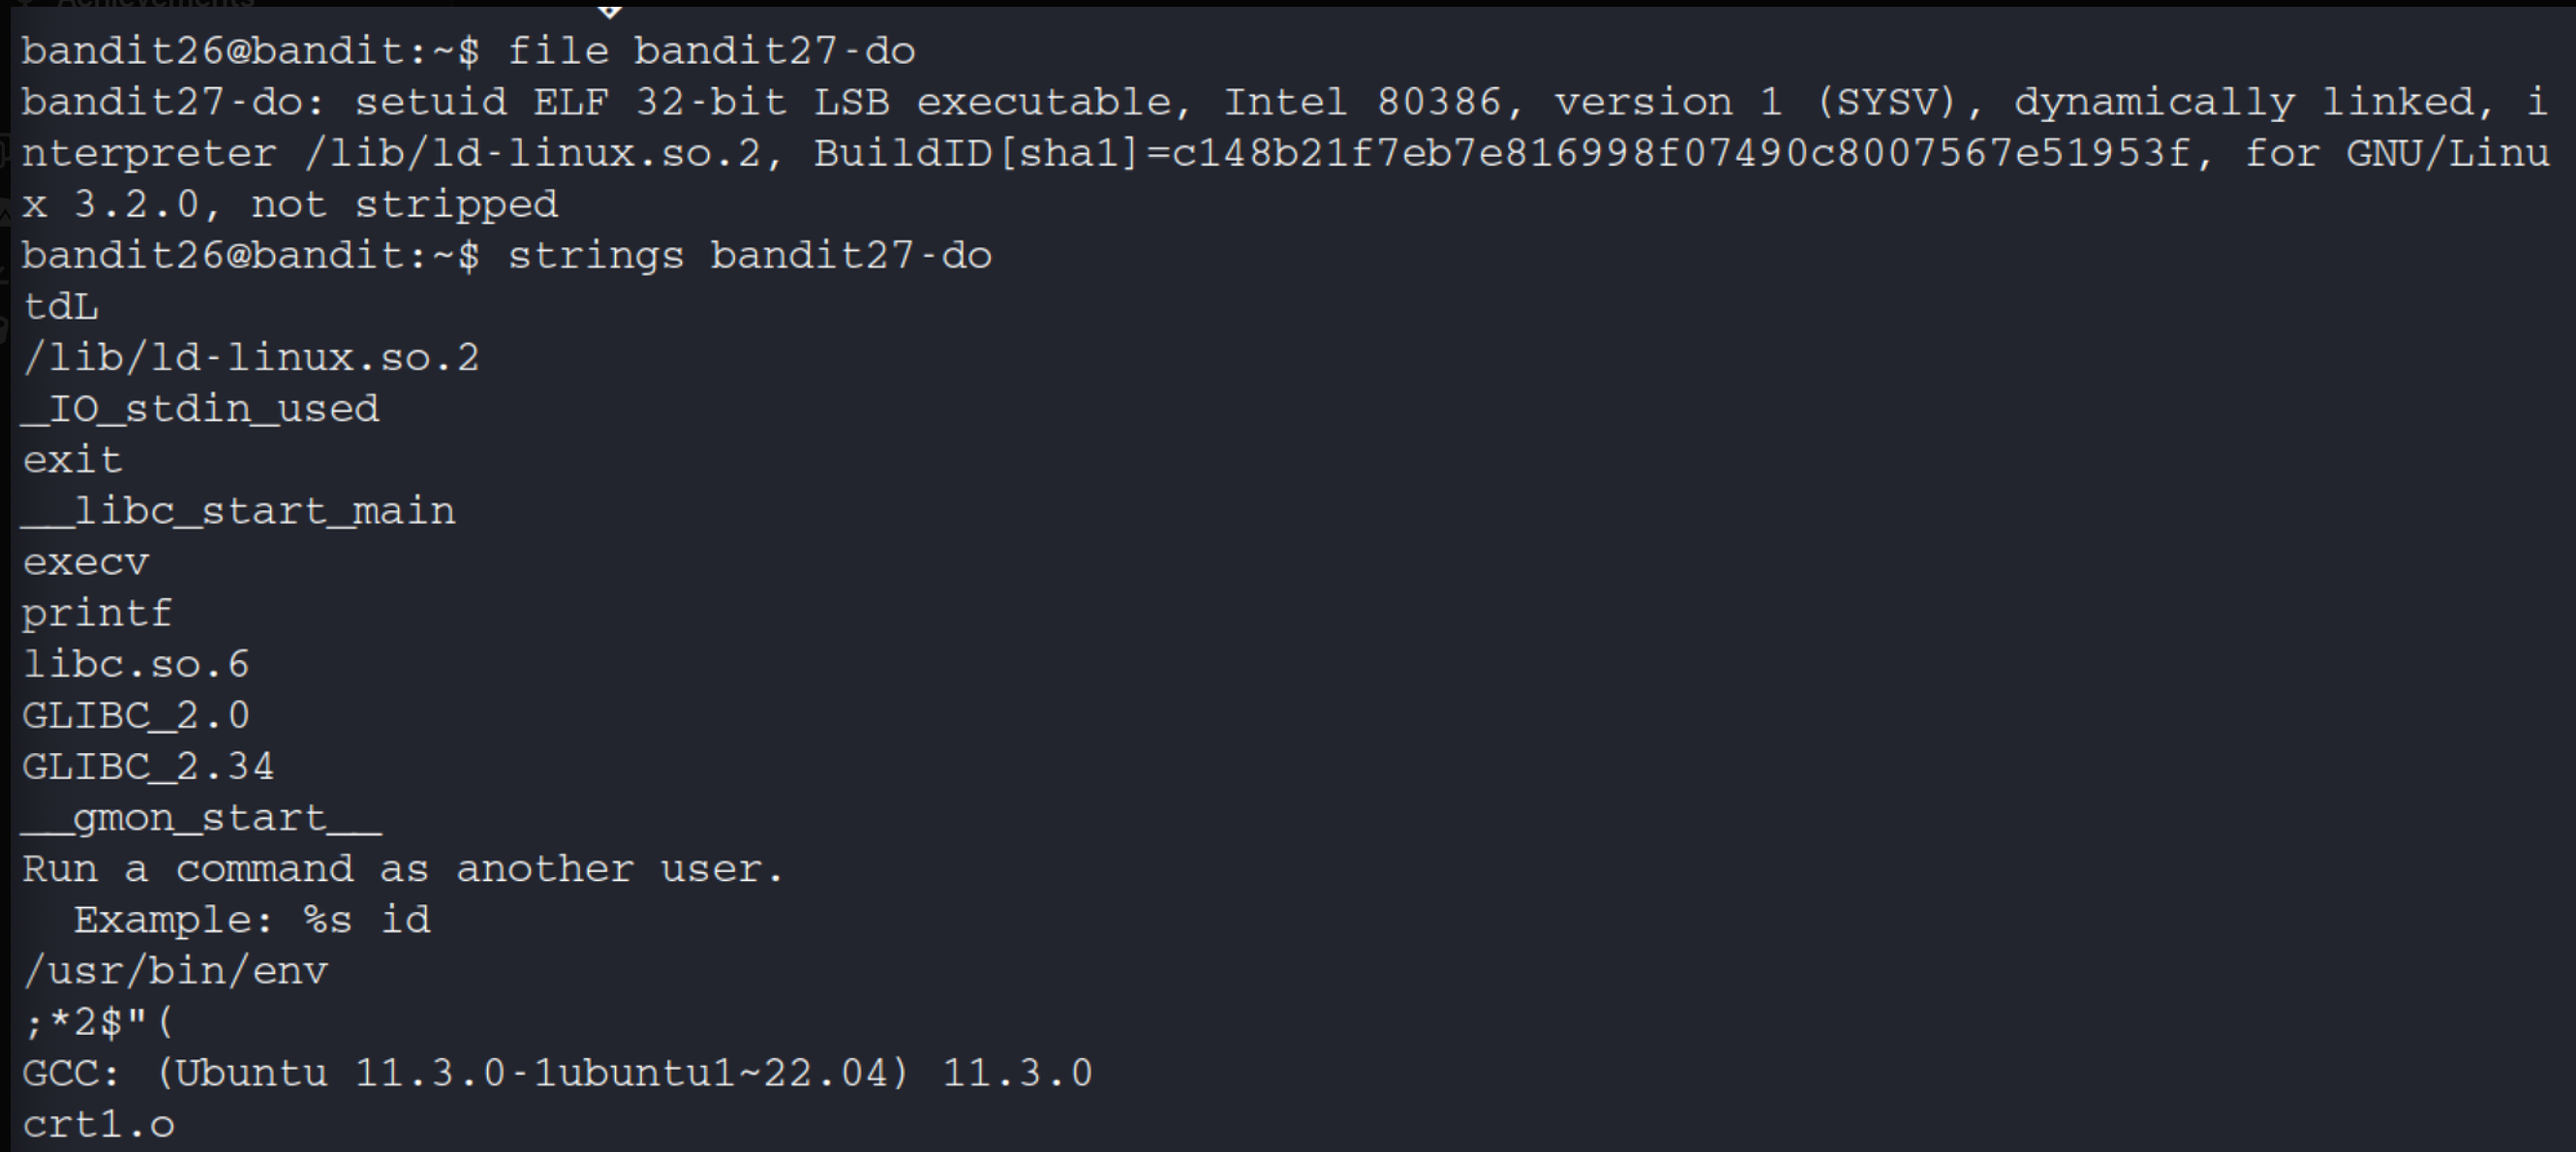 Achievements
bandit26@bandit:~$ file bandit27-do
bandit27-do: setuid ELF 32-bit LSB executable, Intel 80386, version 1 (SYSV), dynamically linked, i
nterpreter /lib/ld-linux.so.2, BuildID[sha1]=c148b21f7eb7e816998f07490c8007567e51953f, for GNU/Linu
x 3.2.0, not stripped
bandit26@bandit:~$ strings bandit27-do
tdL
/lib/ld-linux.so.2
_IO_stdin_used
exit
__libc_start_main
execv
printf
libc.so.6
GLIBC_2.0
GLIBC_2.34
__gmon_start__
Run a command as another user.
  Example: %s id
/usr/bin/env
;*2$"(
GCC: (Ubuntu 11.3.0-1ubuntu1~22.04) 11.3.0
crt1.o